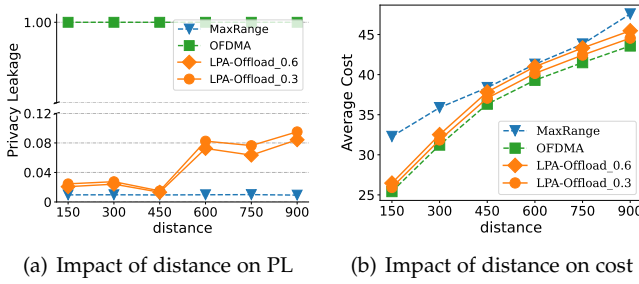 1.00
0.12
0.08
0.04
0
Privacy Leakage
MaxRange
OFDMA
LPA-Offload_0.6
LPA-Offload_0.3
150 300 450 600 750 900
distance
(a) Impact of distance on PL
45
40
35
30
25
Average Cost
MaxRange
OFDMA
LPA-Offload_0.6
LPA-Offload_0.3
150 300 450 600 750 900
distance
(b) Impact of distance on cost